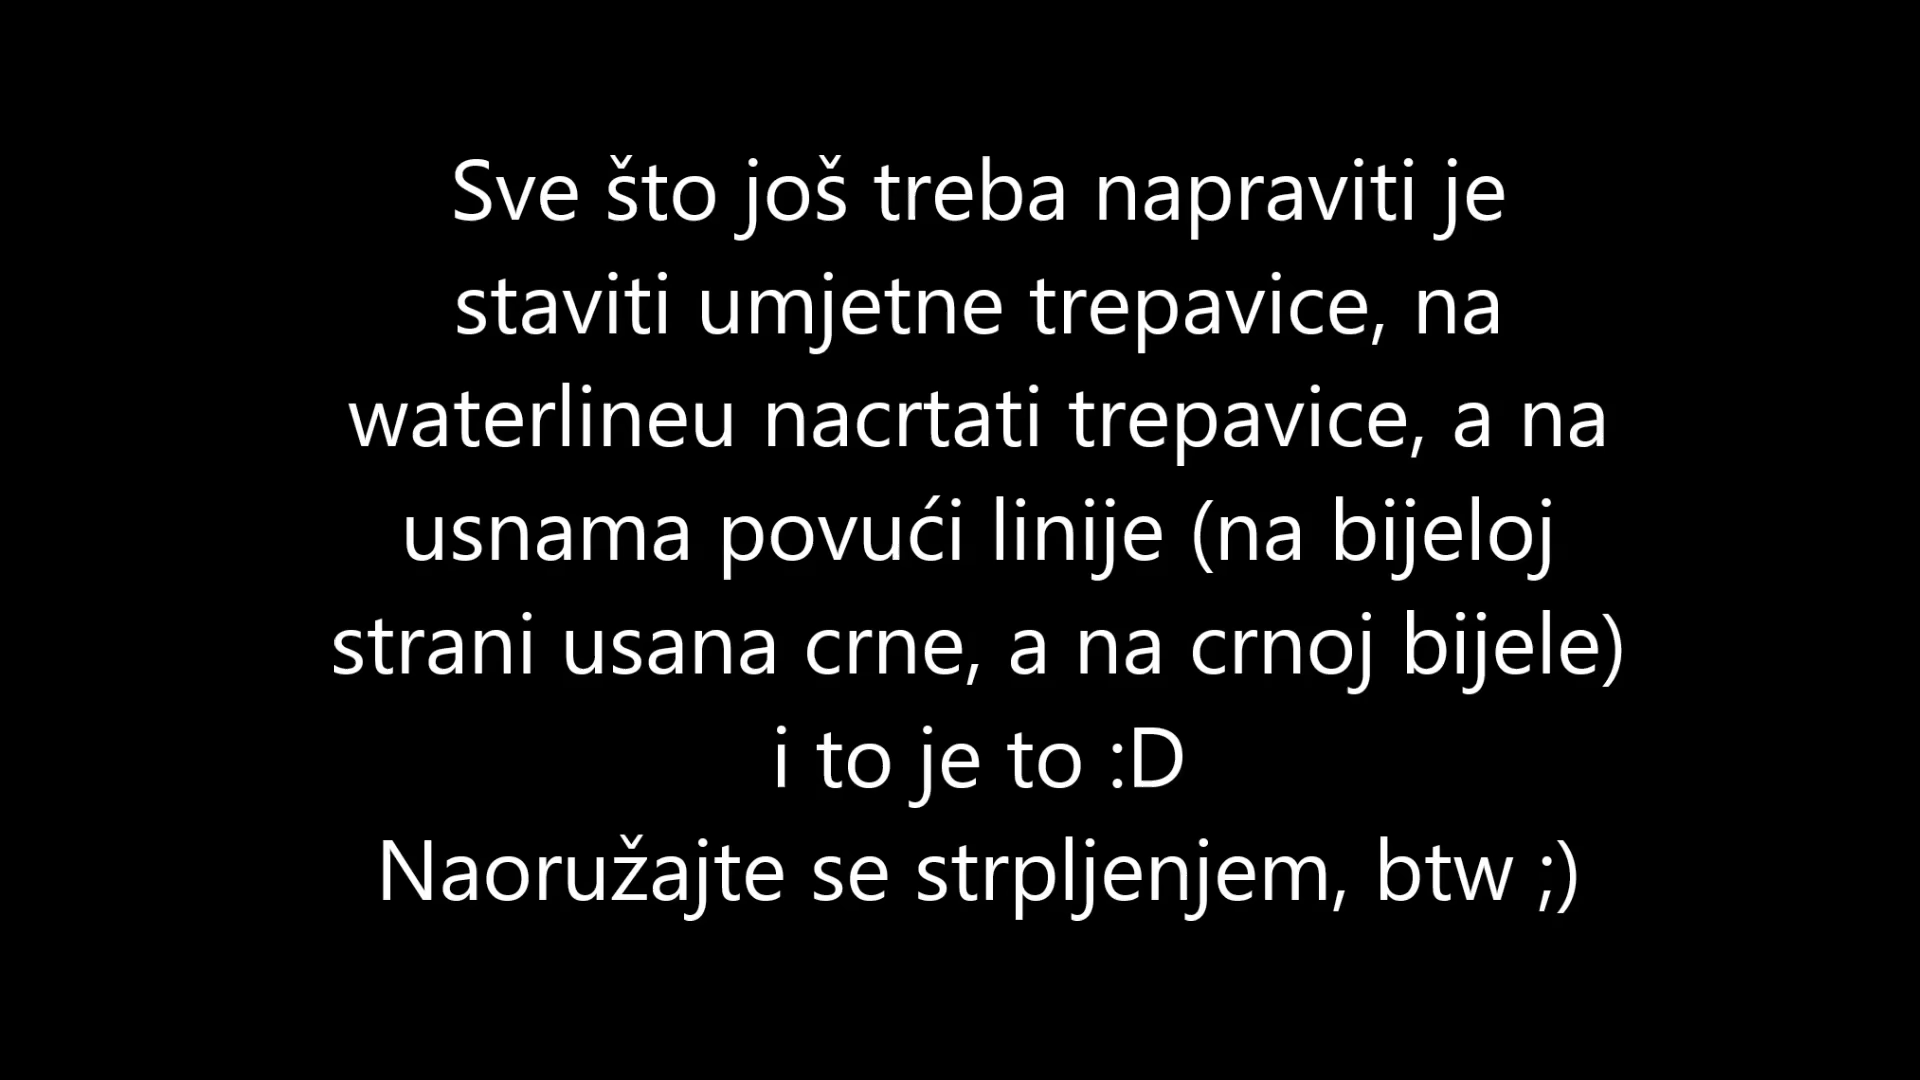 Sve što još treba napraviti je
staviti umjetne trepavice, na
waterlineu nacrtati trepavice, a na
usnama povući linije (na bijeloj
strani usana crne, a na crnoj bijele)
i to je to :D
Naoružajte se strpljenjem, btw ;)